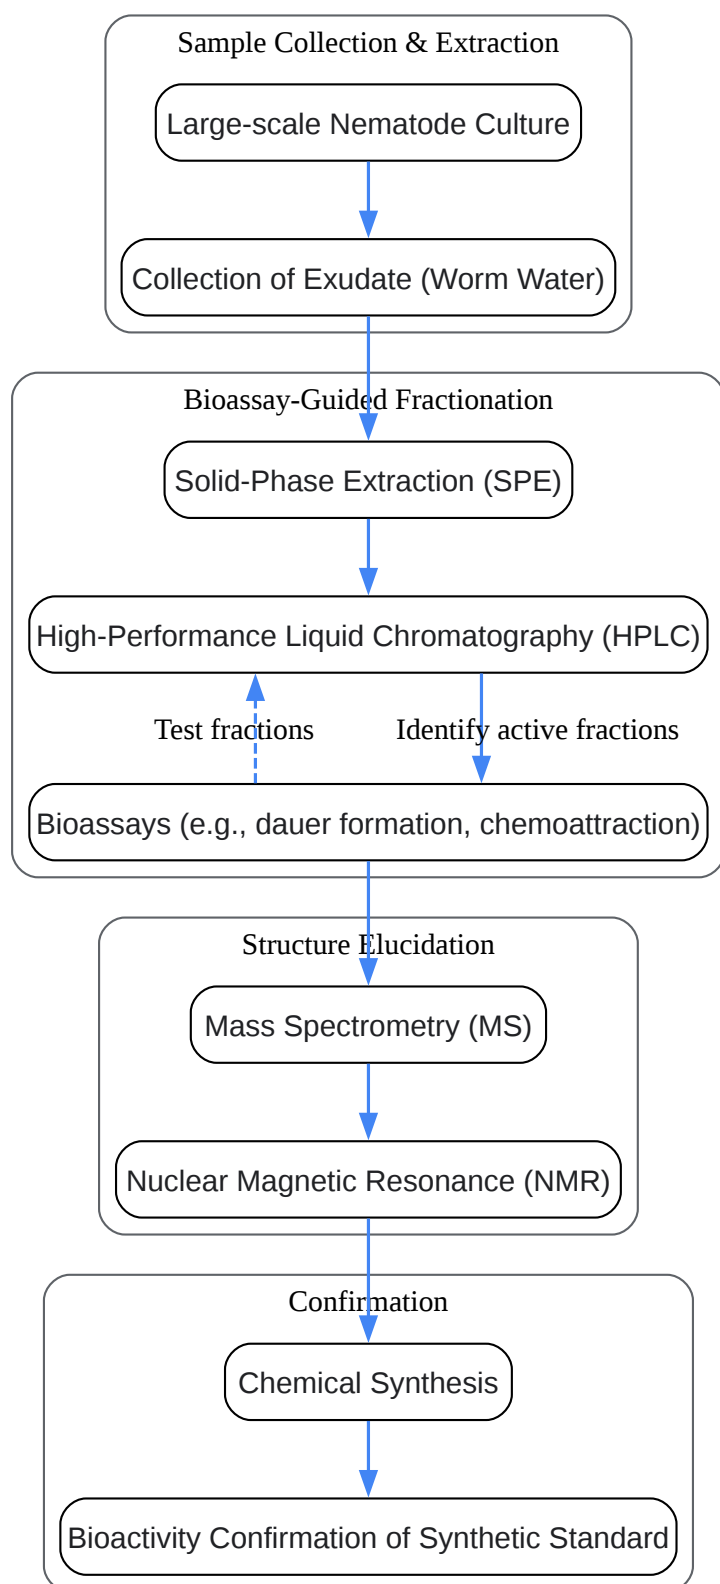 Sample Collection & Extraction
Large-scale Nematode Culture
Collection of Exudate (Worm Water)
Bioassay-Guided Fractionation
Solid-Phase Extraction (SPE)
High-Performance Liquid Chromatography (HPLC)
Test fractions
Identify active fractions
Bioassays (e.g., dauer formation, chemoattraction)
Structure Elucidation
Mass Spectrometry (MS)
Nuclear Magnetic Resonance (NMR)
Confirmation
Chemical Synthesis
Bioactivity Confirmation of Synthetic Standard